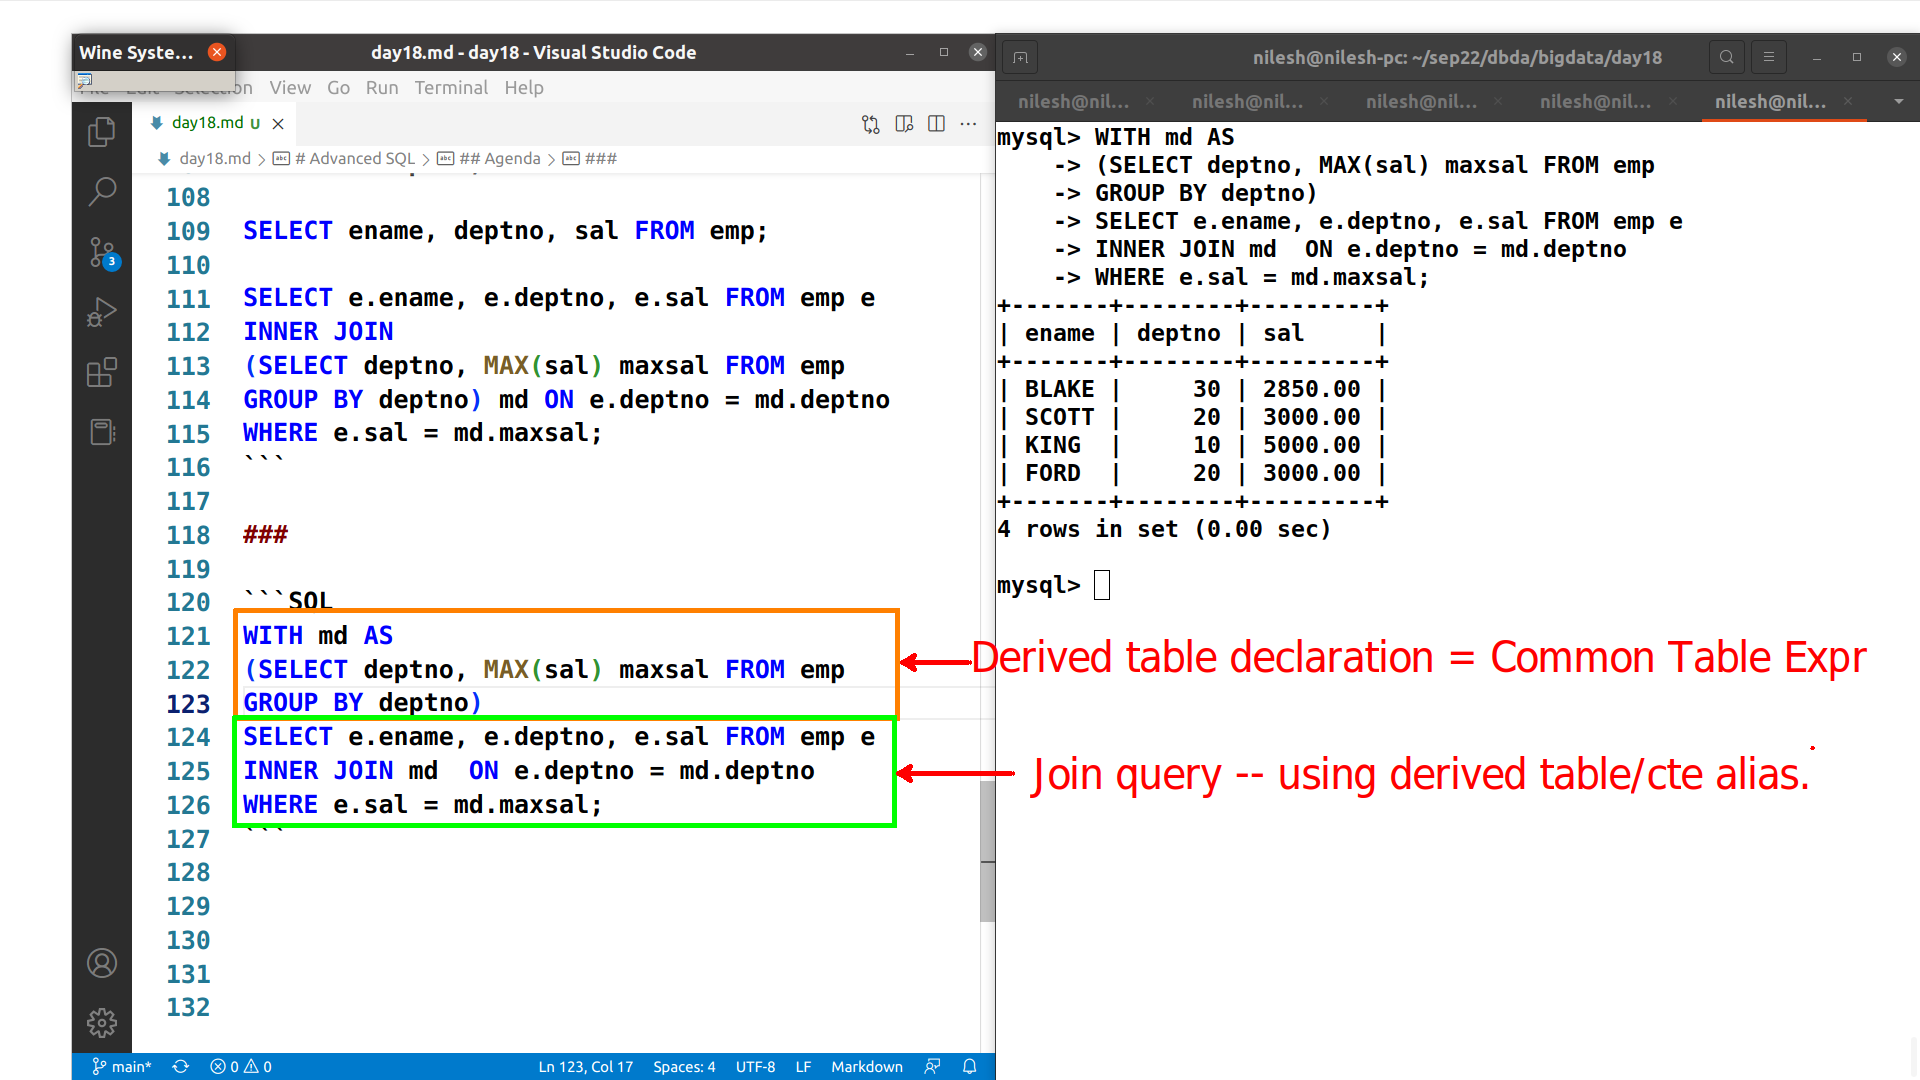 Wine Syste...
day18.md - day18 - Visual Studio Code
View Go Run Terminal Help
day18.md U
day18.md > # Advanced SQL > ## Agenda > ###
108
109 SELECT ename, deptno, sal FROM emp;
110
111 SELECT e.ename, e.deptno, e.sal FROM emp e
112 INNER JOIN
113 (SELECT deptno, MAX(sal) maxsal FROM emp
114 GROUP BY deptno) md ON e.deptno = md.deptno
115 WHERE e.sal = md.maxsal;
116 ```
117
118 ###
119
120 ```SQL
121 WITH md AS
122 (SELECT deptno, MAX(sal) maxsal FROM emp
123 GROUP BY deptno)
124 SELECT e.ename, e.deptno, e.sal FROM emp e
125 INNER JOIN md  ON e.deptno = md.deptno
126 WHERE e.sal = md.maxsal;
127 ```
128
129
130
131
132
3
main* 0 0 Ln 123, Col 17 Spaces: 4 UTF-8 LF Markdown
nilesh@nilesh-pc: ~/sep22/dbda/bigdata/day18
nilesh@nil... nilesh@nil... nilesh@nil... nilesh@nil... nilesh@nil...
mysql> WITH md AS
    -> (SELECT deptno, MAX(sal) maxsal FROM emp
    -> GROUP BY deptno)
    -> SELECT e.ename, e.deptno, e.sal FROM emp e
    -> INNER JOIN md  ON e.deptno = md.deptno
    -> WHERE e.sal = md.maxsal;
+-------+--------+---------+
| ename | deptno | sal     |
+-------+--------+---------+
| BLAKE |     30 | 2850.00 |
| SCOTT |     20 | 3000.00 |
| KING  |     10 | 5000.00 |
| FORD  |     20 | 3000.00 |
+-------+--------+---------+
4 rows in set (0.00 sec)
mysql>
Derived table declaration = Common Table Expr
Join query -- using derived table/cte alias.